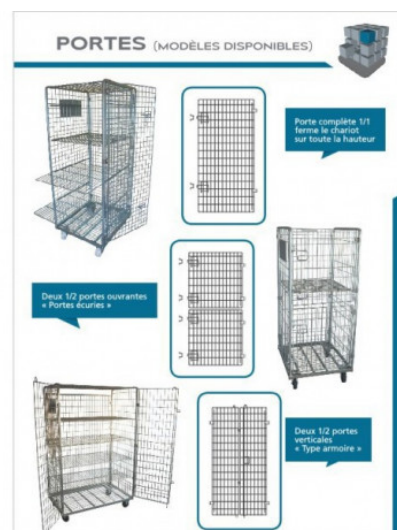 PORTES (MODÈLES DISPONIBLES)
Porte complète 1/1
ferme le chariot
sur toute la hauteur
Deux 1/2 portes ouvrantes
« Portes écuries »
Deux 1/2 portes
verticales
« Type armoire »